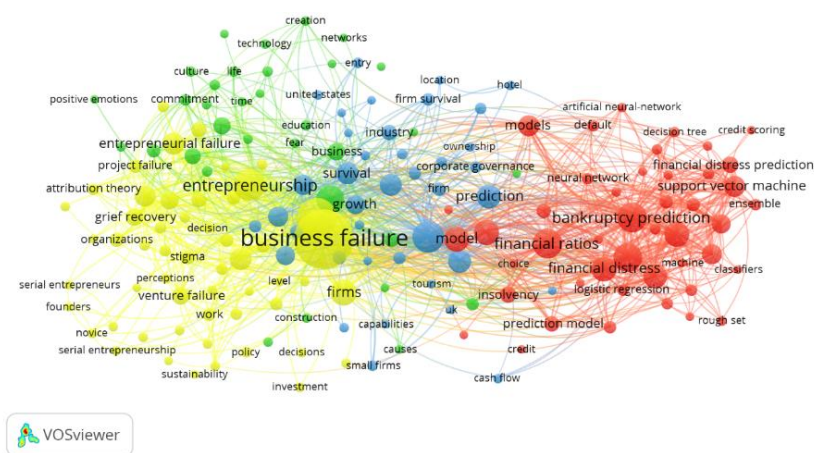 creation
networks
technology
entry
culture
life
location
hotel
positive emotions
commitment
time
united-states
firm survival
artificial neural-network
education
industry
models
default
decision tree
credit scoring
entrepreneurial failure
fear
business
ownership
project failure
corporate governance
financial distress prediction
survival
neural network
attribution theory
entrepreneurship
firm
prediction
support vector machine
growth
ensemble
grief recovery
decision
bankruptcy prediction
organizations
business failure
model
financial ratios
stigma
choice
machine
classifiers
perceptions
level
financial distress
serial entrepreneurs
tourism
logistic regression
venture failure
firms
insolvency
founders
work
construction
uk
capabilities
prediction model
rough set
novice
serial entrepreneurship
policy
decisions
causes
credit
small firms
sustainability
investment
cash flow
VOSviewer